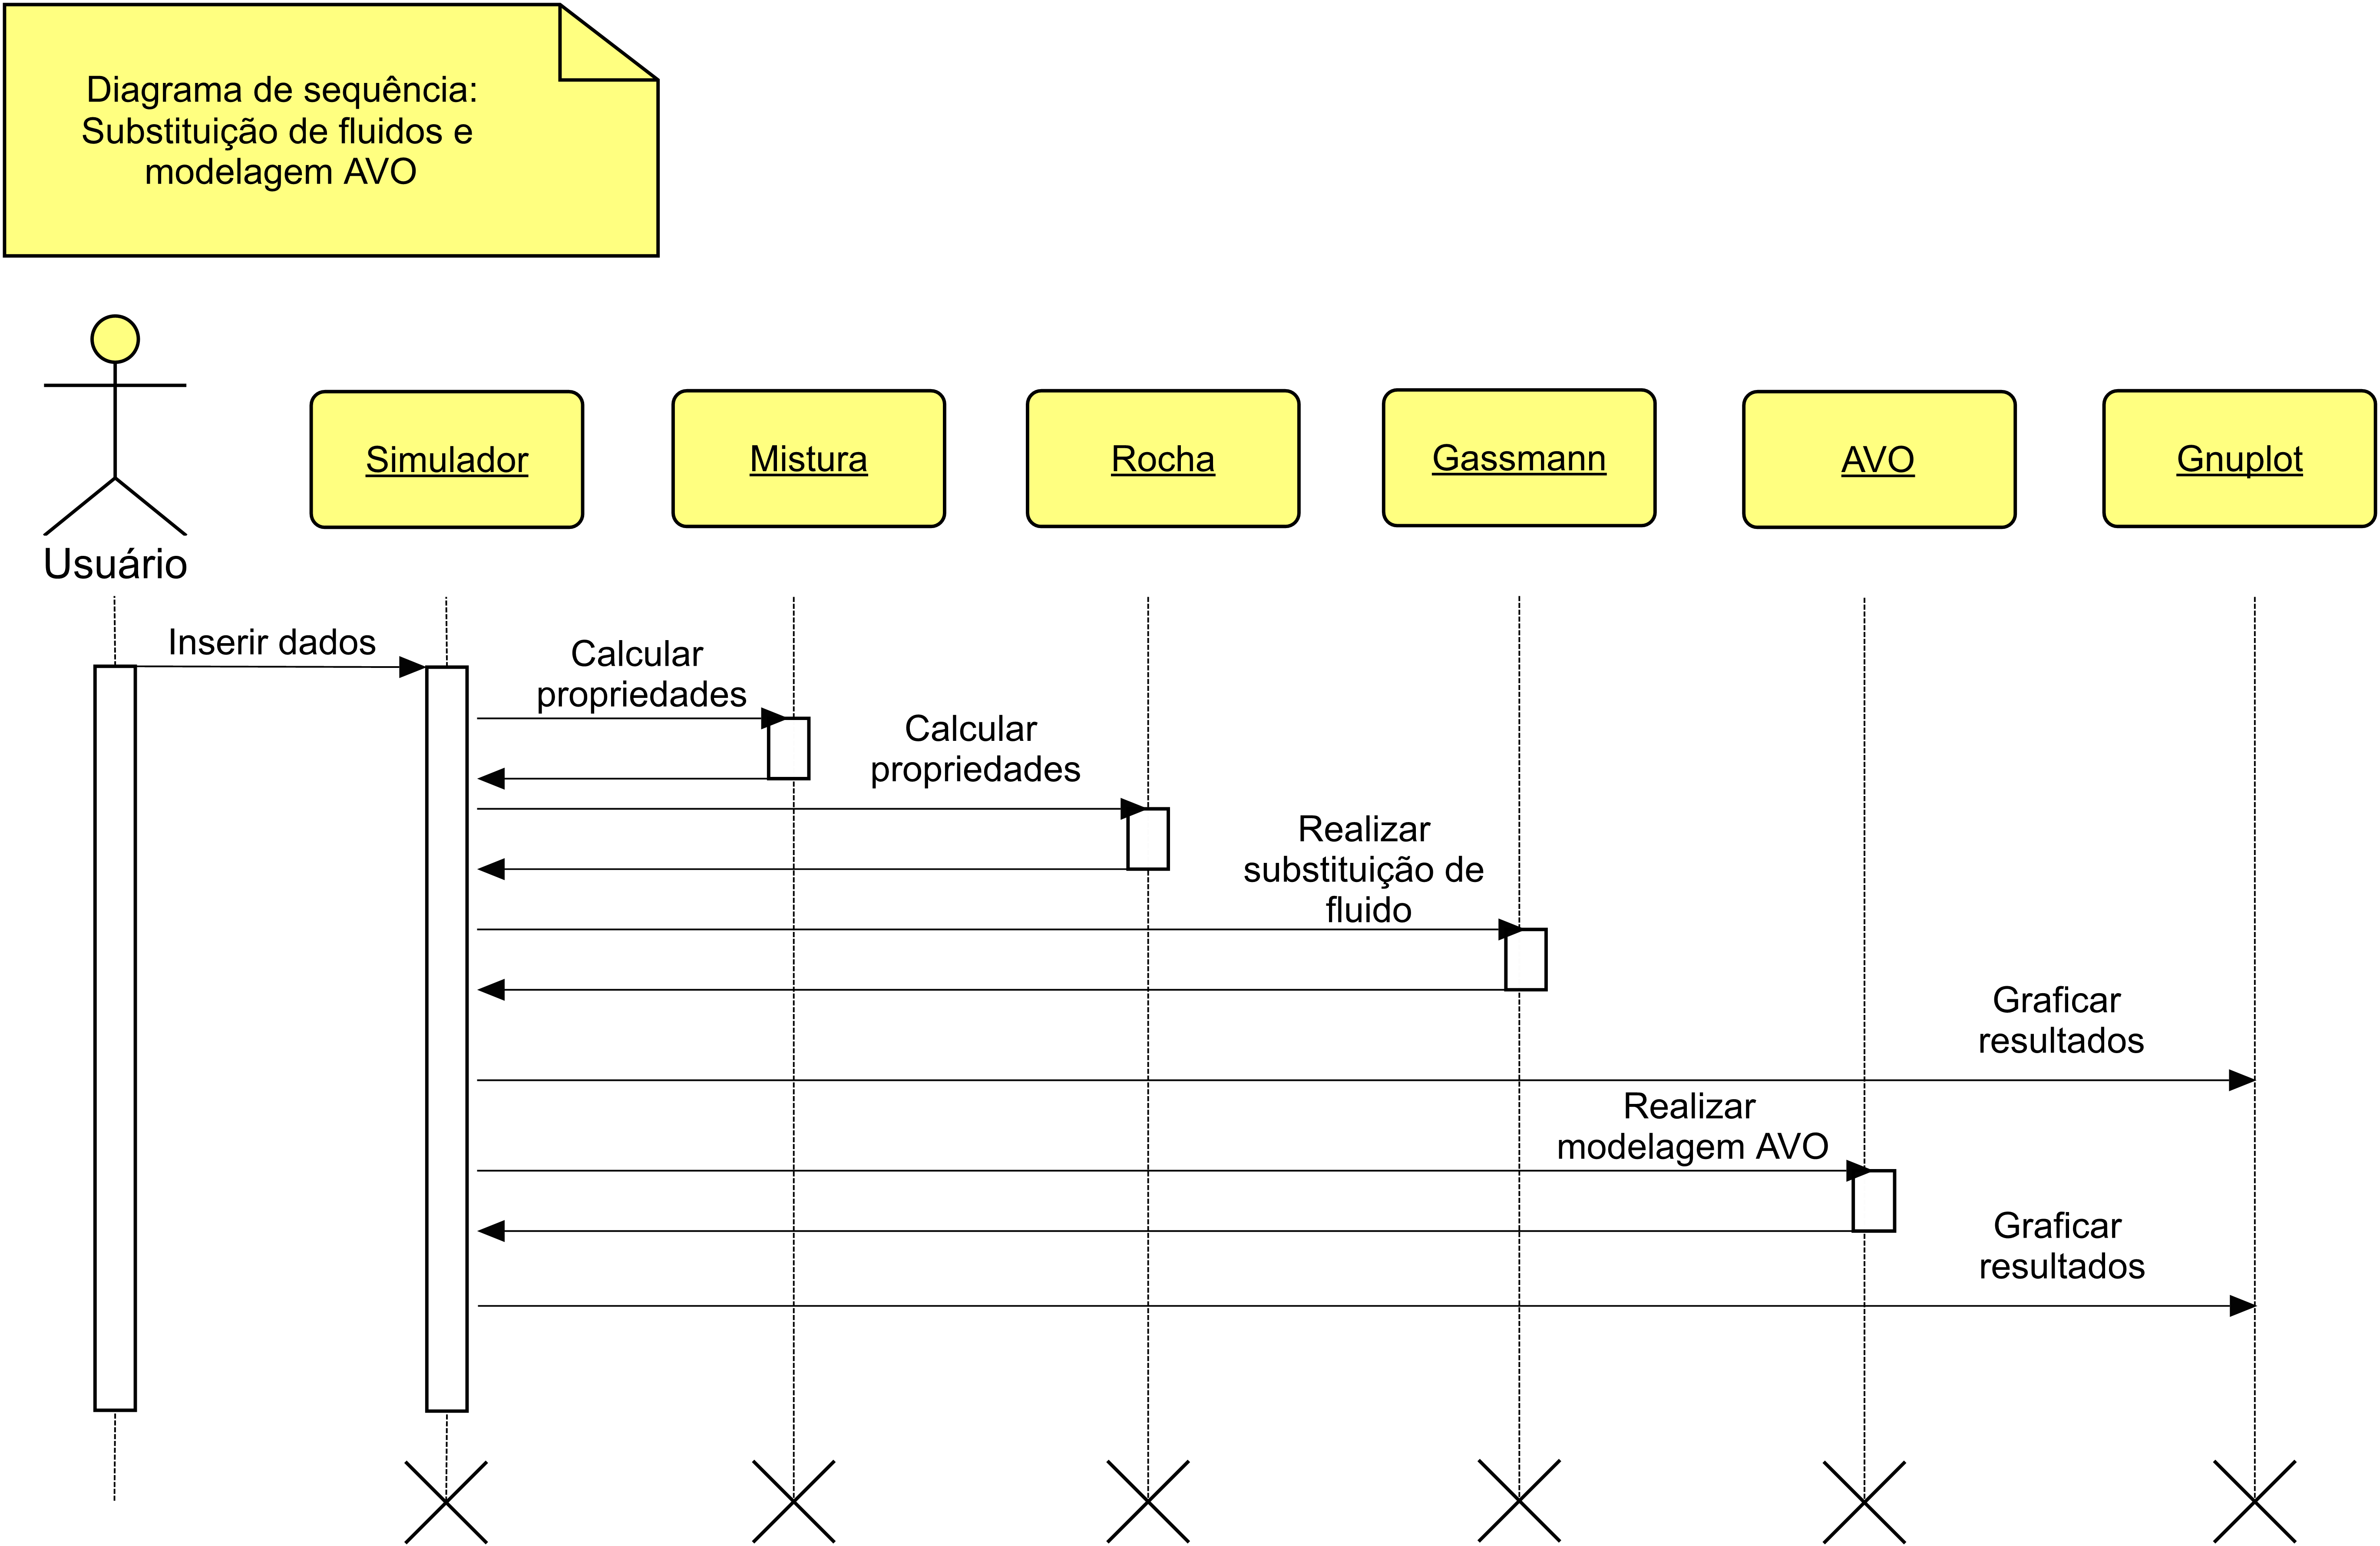 Diagrama de sequência:
Substituição de fluidos e
modelagem AVO
Usuário
Simulador
Mistura
Rocha
Gassmann
AVO
Gnuplot
Inserir dados
Calcular
propriedades
Calcular
propriedades
Realizar
substituição de
fluido
Graficar
resultados
Realizar
modelagem AVO
Graficar
resultados